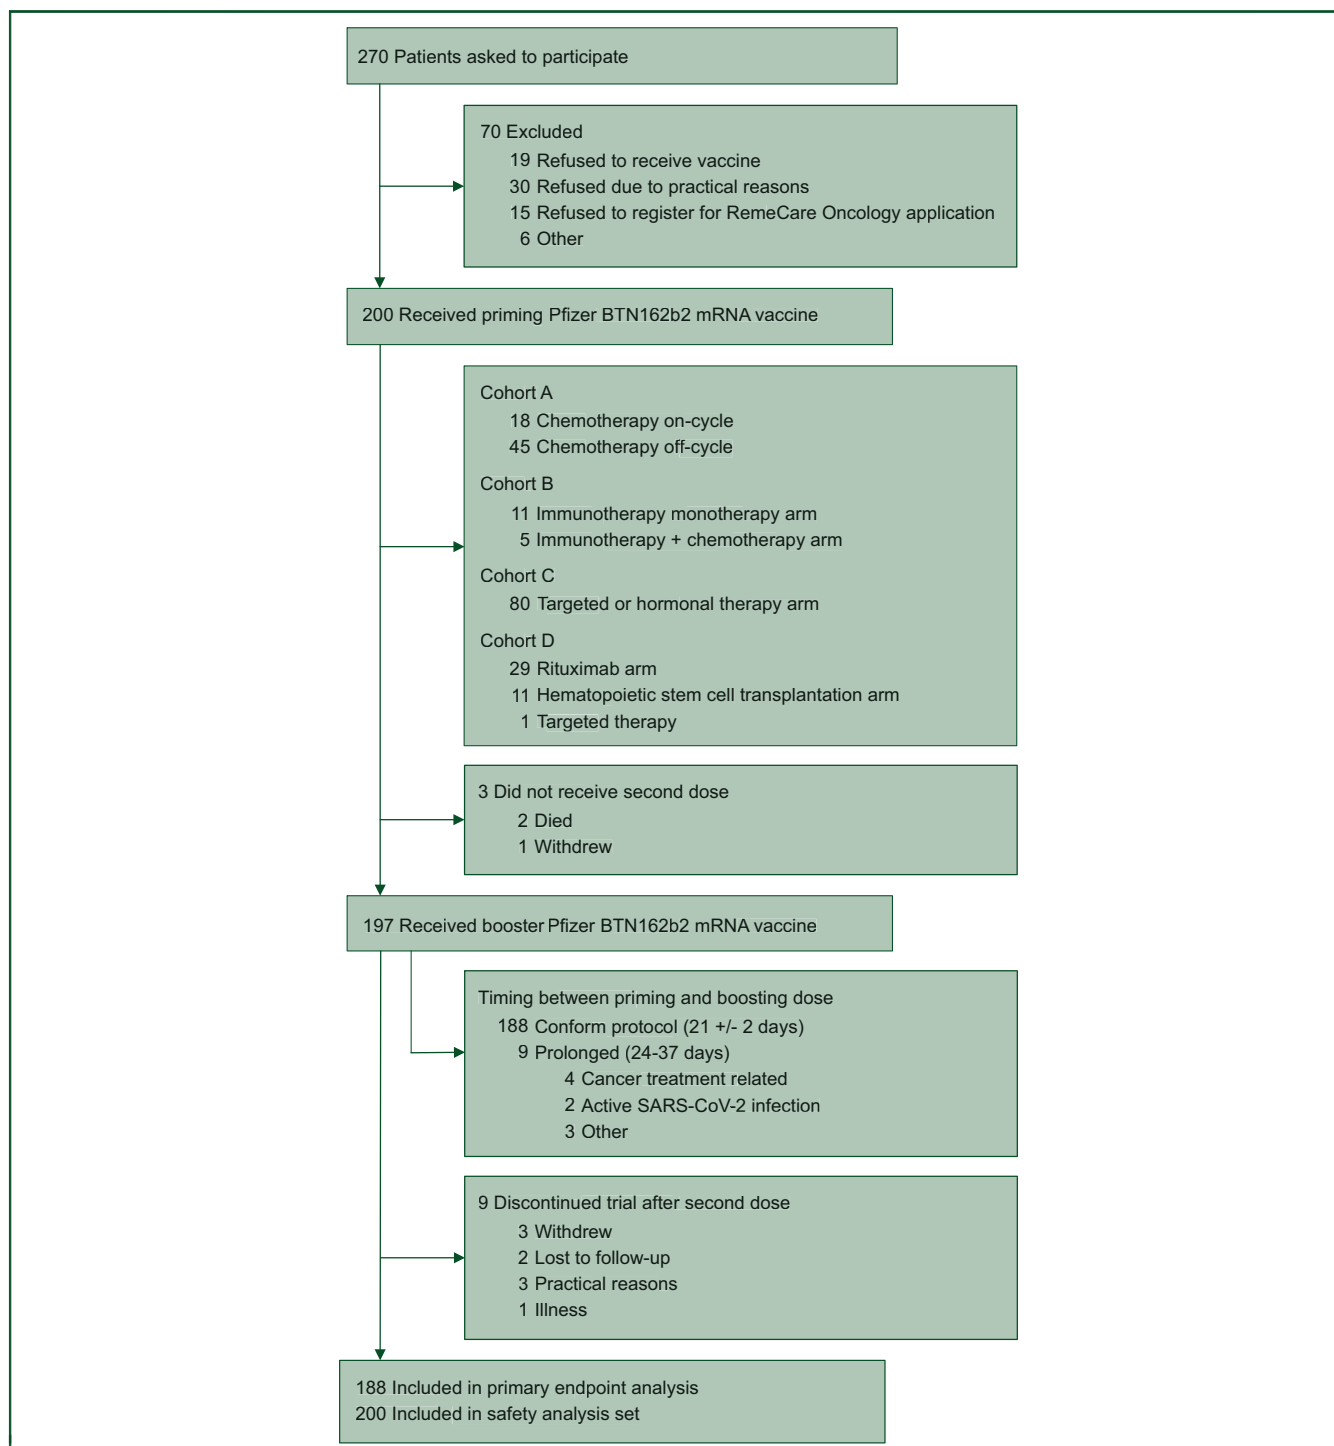 270 Patients asked to participate
70 Excluded
19 Refused to receive vaccine
30 Refused due to practical reasons
15 Refused to register for RemeCare Oncology application
6 Other
200 Received priming Pfizer BTN162b2 mRNA vaccine
Cohort A
18 Chemotherapy on-cycle
45 Chemotherapy off-cycle
Cohort B
11 Immunotherapy monotherapy arm
5 Immunotherapy + chemotherapy arm
Cohort C
80 Targeted or hormonal therapy arm
Cohort D
29 Rituximab arm
11 Hematopoietic stem cell transplantation arm
1 Targeted therapy
3 Did not receive second dose
2 Died
1 Withdrew
197 Received booster Pfizer BTN162b2 mRNA vaccine
Timing between priming and boosting dose
188 Conform protocol (21 +/- 2 days)
9 Prolonged (24-37 days)
4 Cancer treatment related
2 Active SARS-CoV-2 infection
3 Other
9 Discontinued trial after second dose
3 Withdrew
2 Lost to follow-up
3 Practical reasons
1 Illness
188 Included in primary endpoint analysis
200 Included in safety analysis set